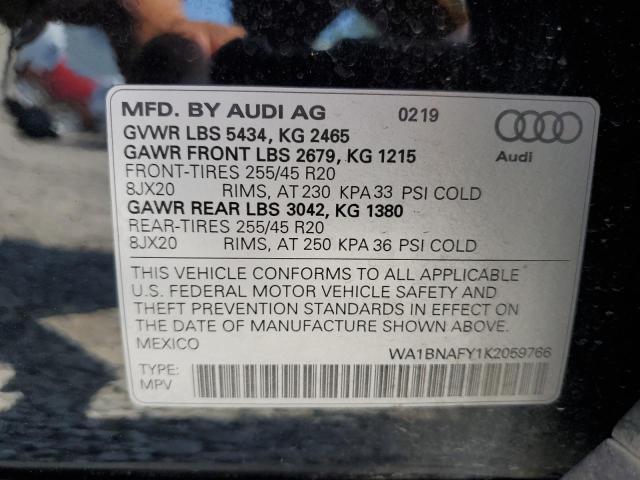 MFD. BY AUDI AG 0219
GVWR LBS 5434, KG 2465
GAWR FRONT LBS 2679, KG 1215
Audi
FRONT-TIRES 255/45 R20
8JX20 RIMS, AT 230 KPA 33 PSI COLD
GAWR REAR LBS 3042, KG 1380
REAR-TIRES 255/45 R20
8JX20 RIMS, AT 250 KPA 36 PSI COLD
THIS VEHICLE CONFORMS TO ALL APPLICABLE
U.S. FEDERAL MOTOR VEHICLE SAFETY AND
THEFT PREVENTION STANDARDS IN EFFECT ON
THE DATE OF MANUFACTURE SHOWN ABOVE.
MEXICO
WA1BNAFY1K2059766
TYPE:
MPV